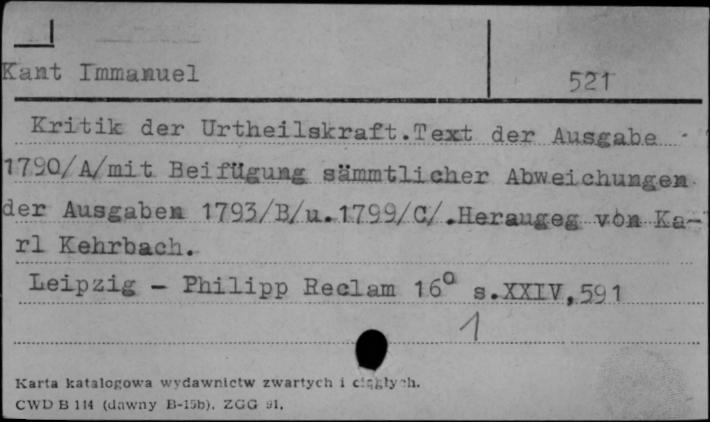 Kant Immanuel
521
Kritik der Urtheilskraft.Text der Ausgabe
1790/A/mit Beifügung sämmtlicher Abweichungen
der Ausgaben 1793/B/u.1799/C/.Heraugeg von Ka-
rl Kehrbach.
Leipzig - Philipp Reclam 16° s.XXIV,591
1
Karta katalogowa wydawnictw zwartych i ciągłych.
CWD B 114 (dawny B-15b). ZGG 91.